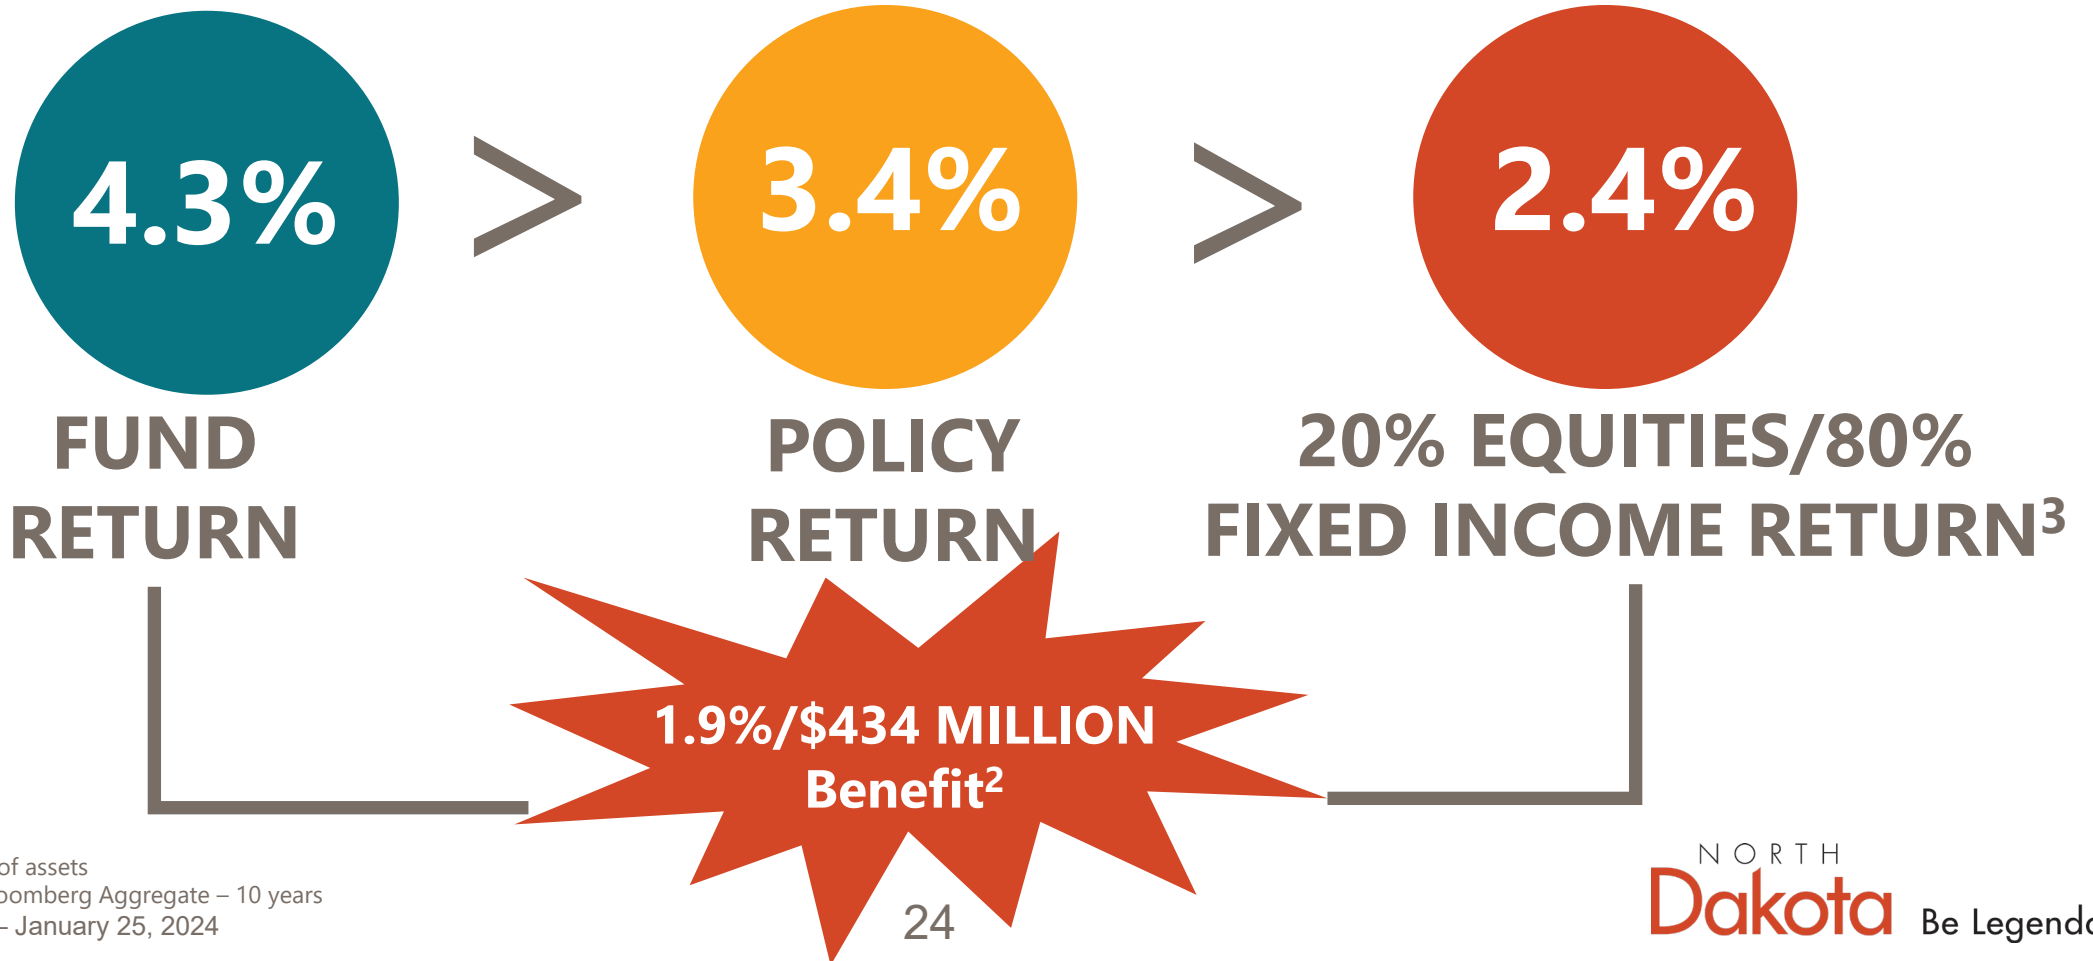 4.3%
>
3.4%
>
2.4%
FUND
RETURN
POLICY
RETURN
20% EQUITIES/80%
FIXED INCOME RETURN³
1.9%/$434 MILLION
Benefit²
of assets
oomberg Aggregate – 10 years
– January 25, 2024
24
NORTH
Dakota
Be Legenda